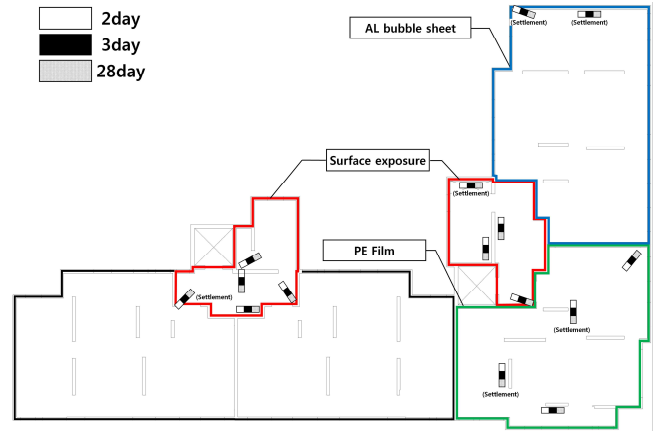 2day
3day
28day
AL bubble sheet
(Settlement)
(Settlement)
Surface exposure
(Settlement)
PE Film
(Settlement)
(Settlement)
(Settlement)